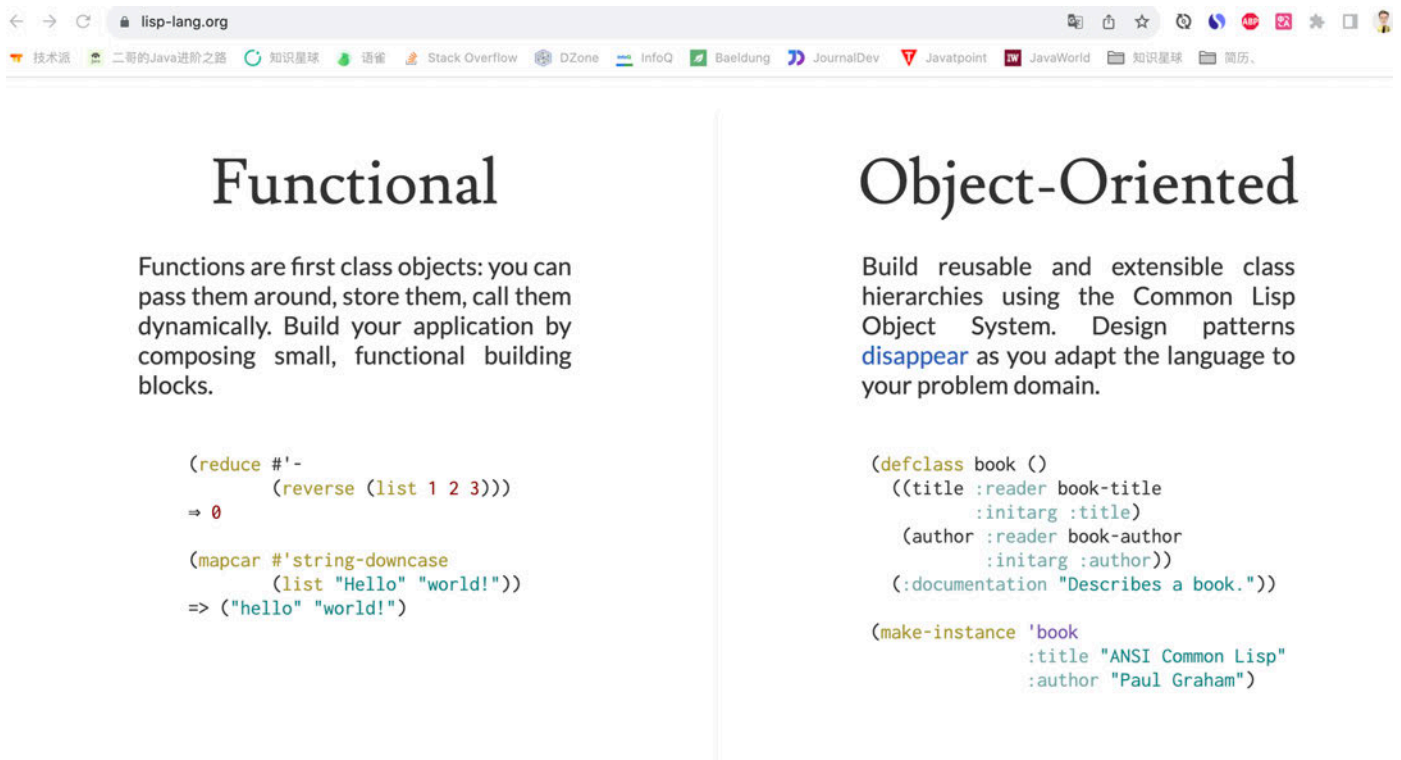 lisp-lang.org
技术派 二哥的Java进阶之路 知识星球 语雀 Stack Overflow DZone InfoQ Baeldung JournalDev Javatpoint JavaWorld 知识星球 简历、
Functional
Functions are first class objects: you can
pass them around, store them, call them
dynamically. Build your application by
composing small, functional building
blocks.
(reduce #'-
(reverse (list 1 2 3)))
⇒ 0
(mapcar #'string-downcase
(list "Hello" "world!"))
=> ("hello" "world!")
Object-Oriented
Build reusable and extensible class
hierarchies using the Common Lisp
Object System. Design patterns
disappear as you adapt the language to
your problem domain.
(defclass book ()
((title :reader book-title
:initarg :title)
(author :reader book-author
:initarg :author))
(:documentation "Describes a book."))
(make-instance 'book
:title "ANSI Common Lisp"
:author "Paul Graham")